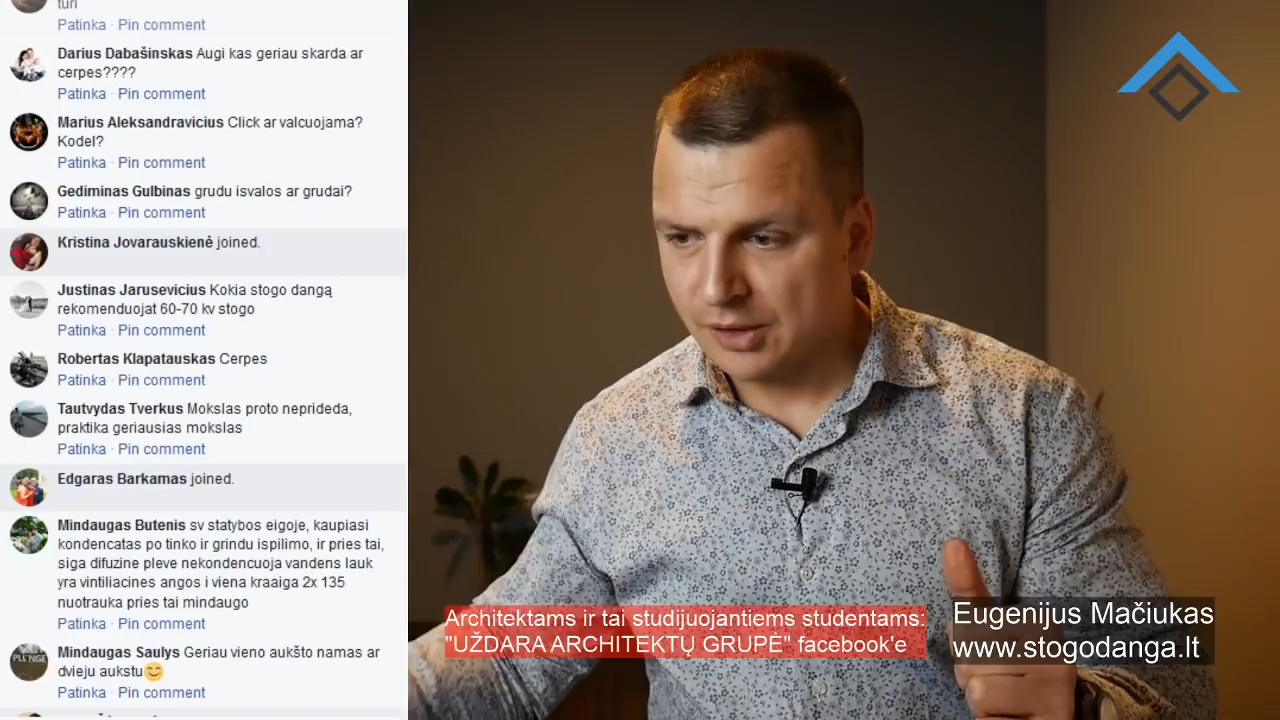 turi
Patinka · Pin comment
Darius Dabašinskas Augi kas geriau skarda ar
cerpes????
Patinka · Pin comment
Marius Aleksandravicius Click ar valcuojama?
Kodel?
Patinka · Pin comment
Gediminas Gulbinas grudu isvalos ar grudai?
Patinka · Pin comment
Kristina Jovarauskienė joined.
Justinas Jarusevicius Kokia stogo dangą
rekomenduojat 60-70 kv stogo
Patinka · Pin comment
Robertas Klapatauskas Cerpes
Patinka · Pin comment
Tautvydas Tverkus Mokslas proto neprideda,
praktika geriausias mokslas
Patinka · Pin comment
Edgaras Barkamas joined.
Mindaugas Butenis sv statybos eigoje, kaupiasi
kondencatas po tinko ir grindu ispilimo, ir pries tai,
siga difuzine pleve nekondencuoja vandens lauk
yra vintiliacines angos i viena kraaiga 2x 135
nuotrauka pries tai mindaugo
Patinka · Pin comment
Mindaugas Saulys Geriau vieno aukšto namas ar
dvieju aukstu😊
Patinka · Pin comment
Architektams ir tai studijuojantiems studentams:
"UŽDARA ARCHITEKTŲ GRUPĖ" facebook'e
Eugenijus Mačiukas
www.stogodanga.lt